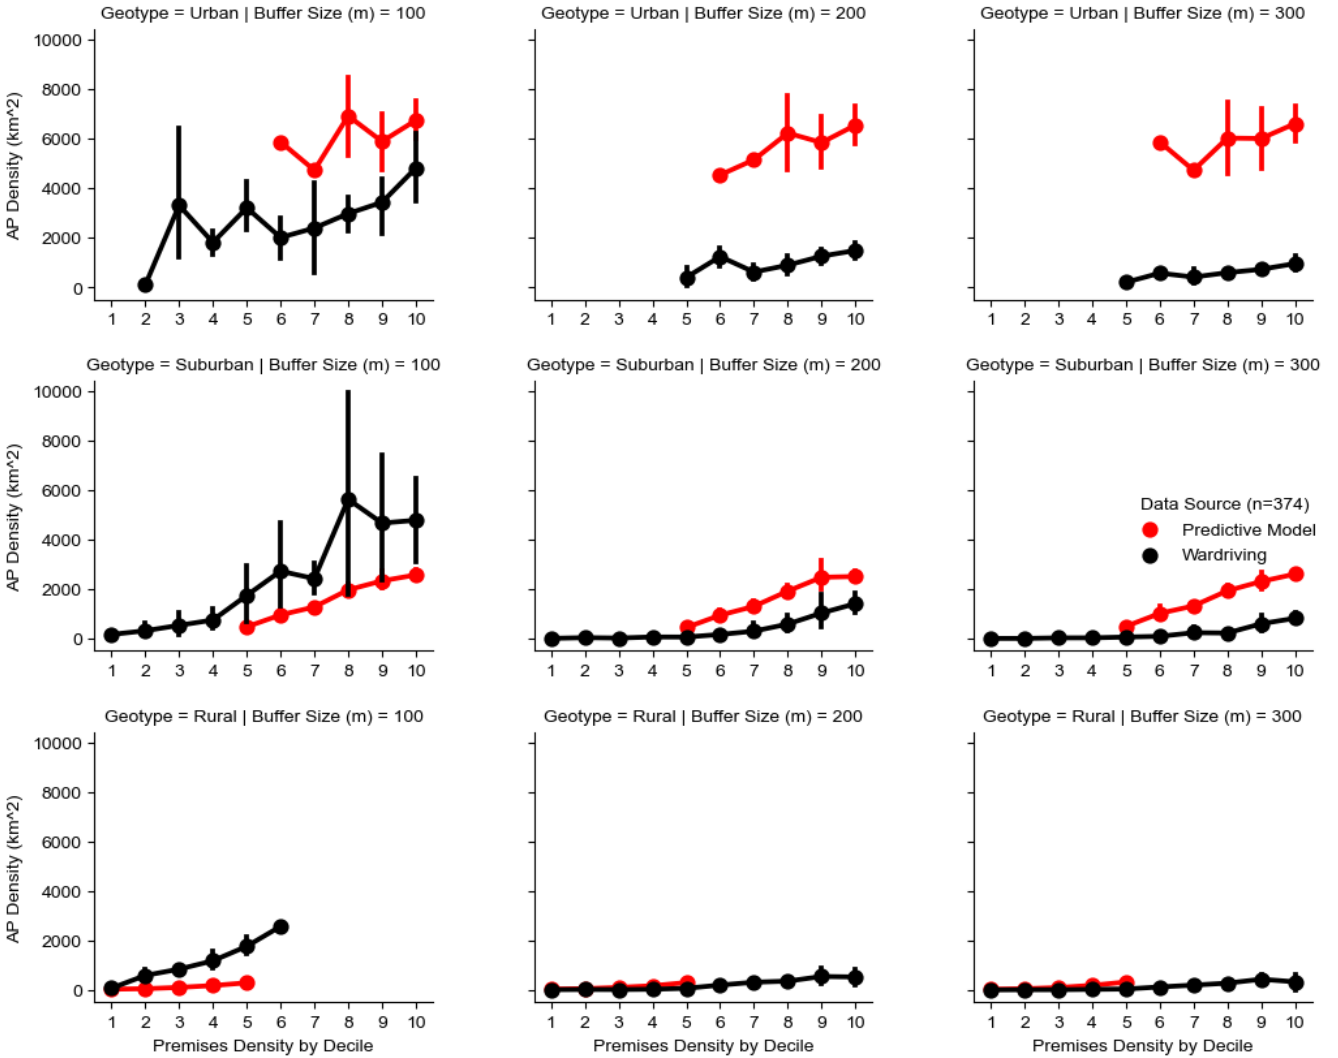 Geotype = Urban | Buffer Size (m) = 100
Geotype = Urban | Buffer Size (m) = 200
Geotype = Urban | Buffer Size (m) = 300
AP Density (km^2)
10000
8000
6000
4000
2000
0
1 2 3 4 5 6 7 8 9 10
1 2 3 4 5 6 7 8 9 10
1 2 3 4 5 6 7 8 9 10
Geotype = Suburban | Buffer Size (m) = 100
Geotype = Suburban | Buffer Size (m) = 200
Geotype = Suburban | Buffer Size (m) = 300
AP Density (km^2)
10000
8000
6000
4000
2000
0
Data Source (n=374)
Predictive Model
Wardriving
1 2 3 4 5 6 7 8 9 10
1 2 3 4 5 6 7 8 9 10
1 2 3 4 5 6 7 8 9 10
Geotype = Rural | Buffer Size (m) = 100
Geotype = Rural | Buffer Size (m) = 200
Geotype = Rural | Buffer Size (m) = 300
AP Density (km^2)
10000
8000
6000
4000
2000
0
1 2 3 4 5 6 7 8 9 10
1 2 3 4 5 6 7 8 9 10
1 2 3 4 5 6 7 8 9 10
Premises Density by Decile
Premises Density by Decile
Premises Density by Decile